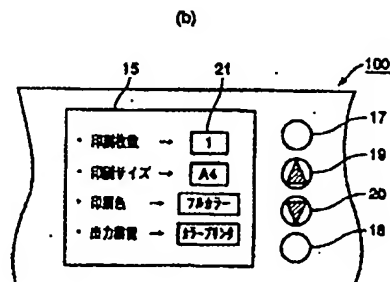 (b)
15
21
100
・印刷枚数 → 1
・印刷サイズ → A4
・印刷色 → フルカラー
・出力装置 → カラープリンタ
17
19
20
18